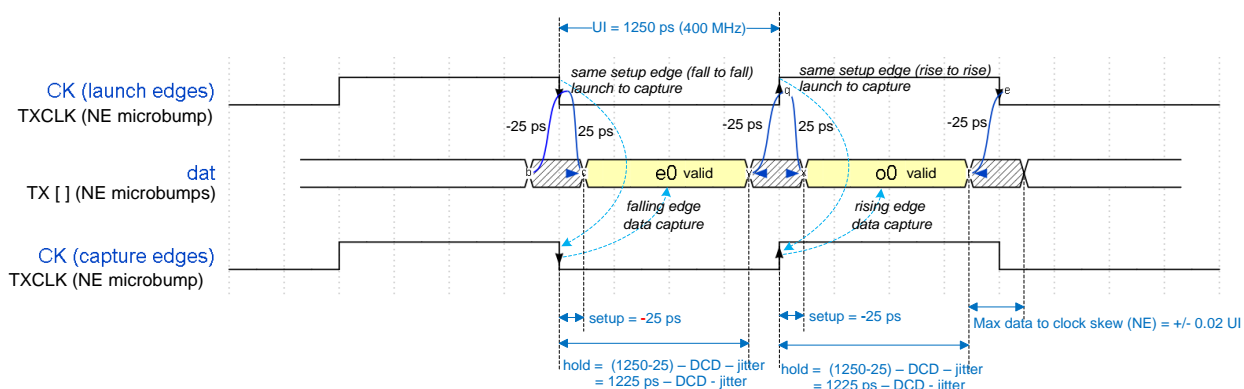 UI = 1250 ps (400 MHz)
CK (launch edges)
TXCLK (NE microbump)
same setup edge (fall to fall)
launch to capture
same setup edge (rise to rise)
launch to capture
q
e
-25 ps
25 ps
-25 ps
25 ps
-25 ps
dat
TX [ ] (NE microbumps)
b
c
e0 valid
o0 valid
falling edge
data capture
rising edge
data capture
CK (capture edges)
TXCLK (NE microbump)
setup = -25 ps
setup = -25 ps
Max data to clock skew (NE) = +/- 0.02 UI
hold = (1250-25) – DCD – jitter
= 1225 ps – DCD - jitter
hold = (1250-25) – DCD – jitter
= 1225 ps – DCD - jitter